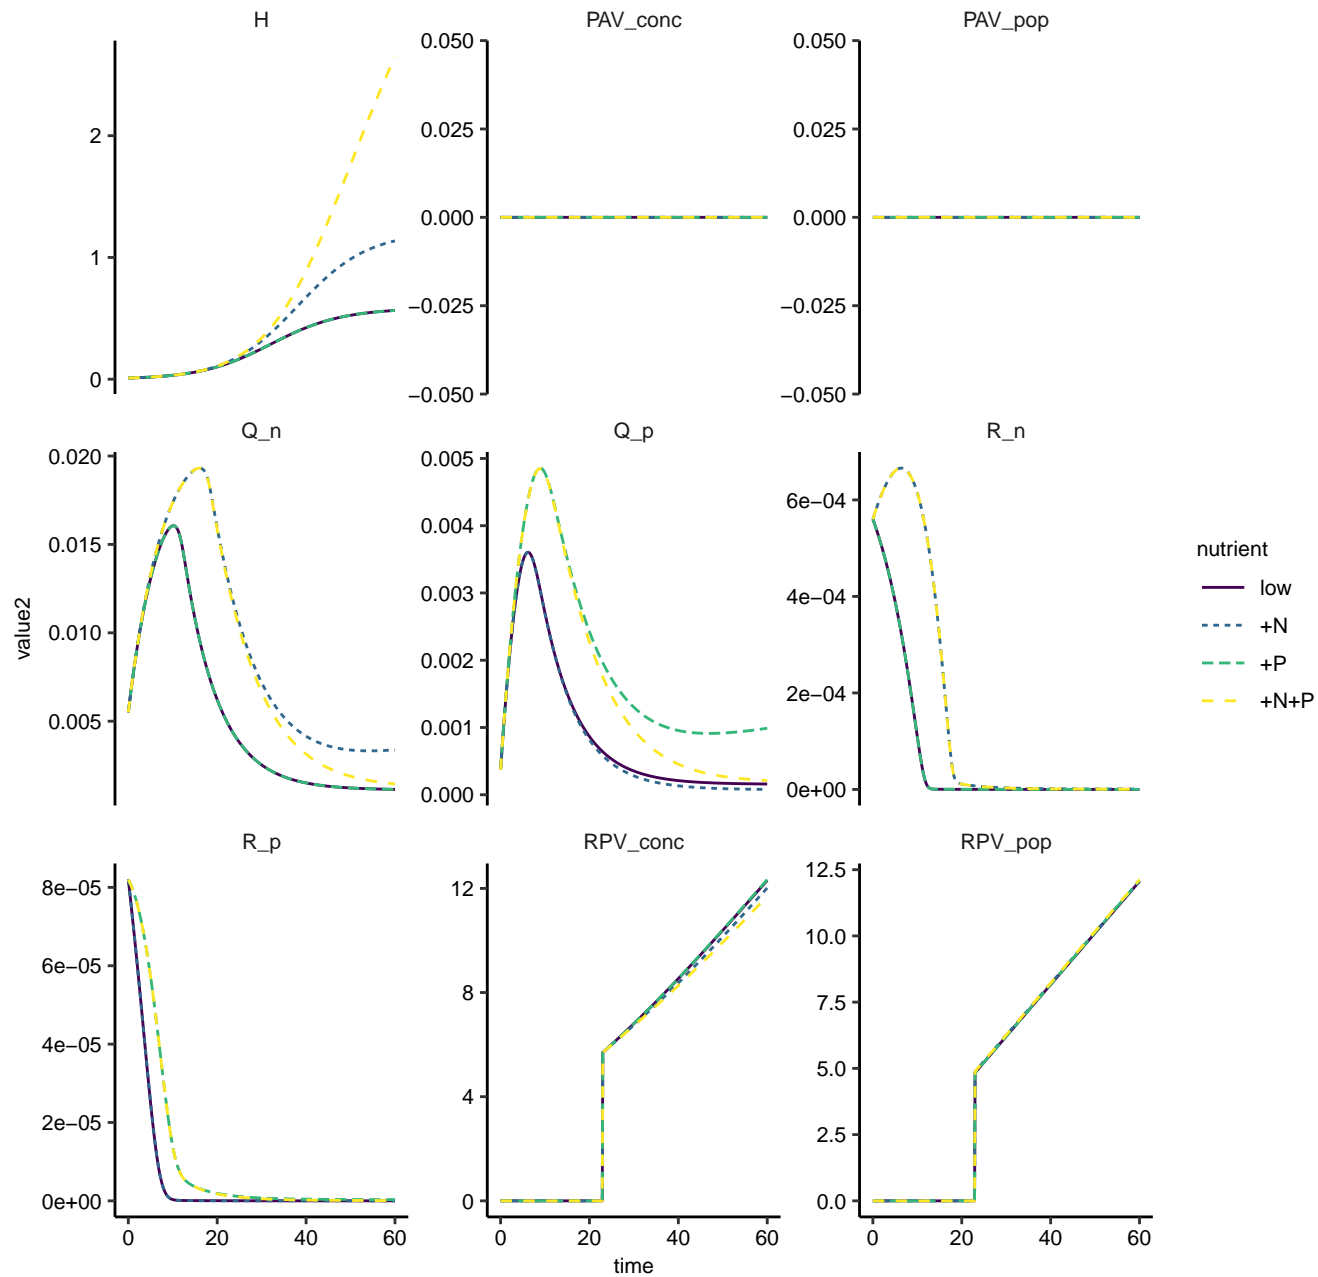 H
PAV_conc
PAV_pop
2
1
0
0.050
0.025
0.000
−0.025
−0.050
0.050
0.025
0.000
−0.025
−0.050
Q_n
Q_p
R_n
0.020
0.015
0.010
0.005
0.005
0.004
0.003
0.002
0.001
0.000
6e−04
4e−04
2e−04
0e+00
R_p
RPV_conc
RPV_pop
8e−05
6e−05
4e−05
2e−05
0e+00
12
8
4
0
12.5
10.0
7.5
5.0
2.5
0.0
0 20 40 60
0 20 40 60
0 20 40 60
time
value2
nutrient
low
+N
+P
+N+P